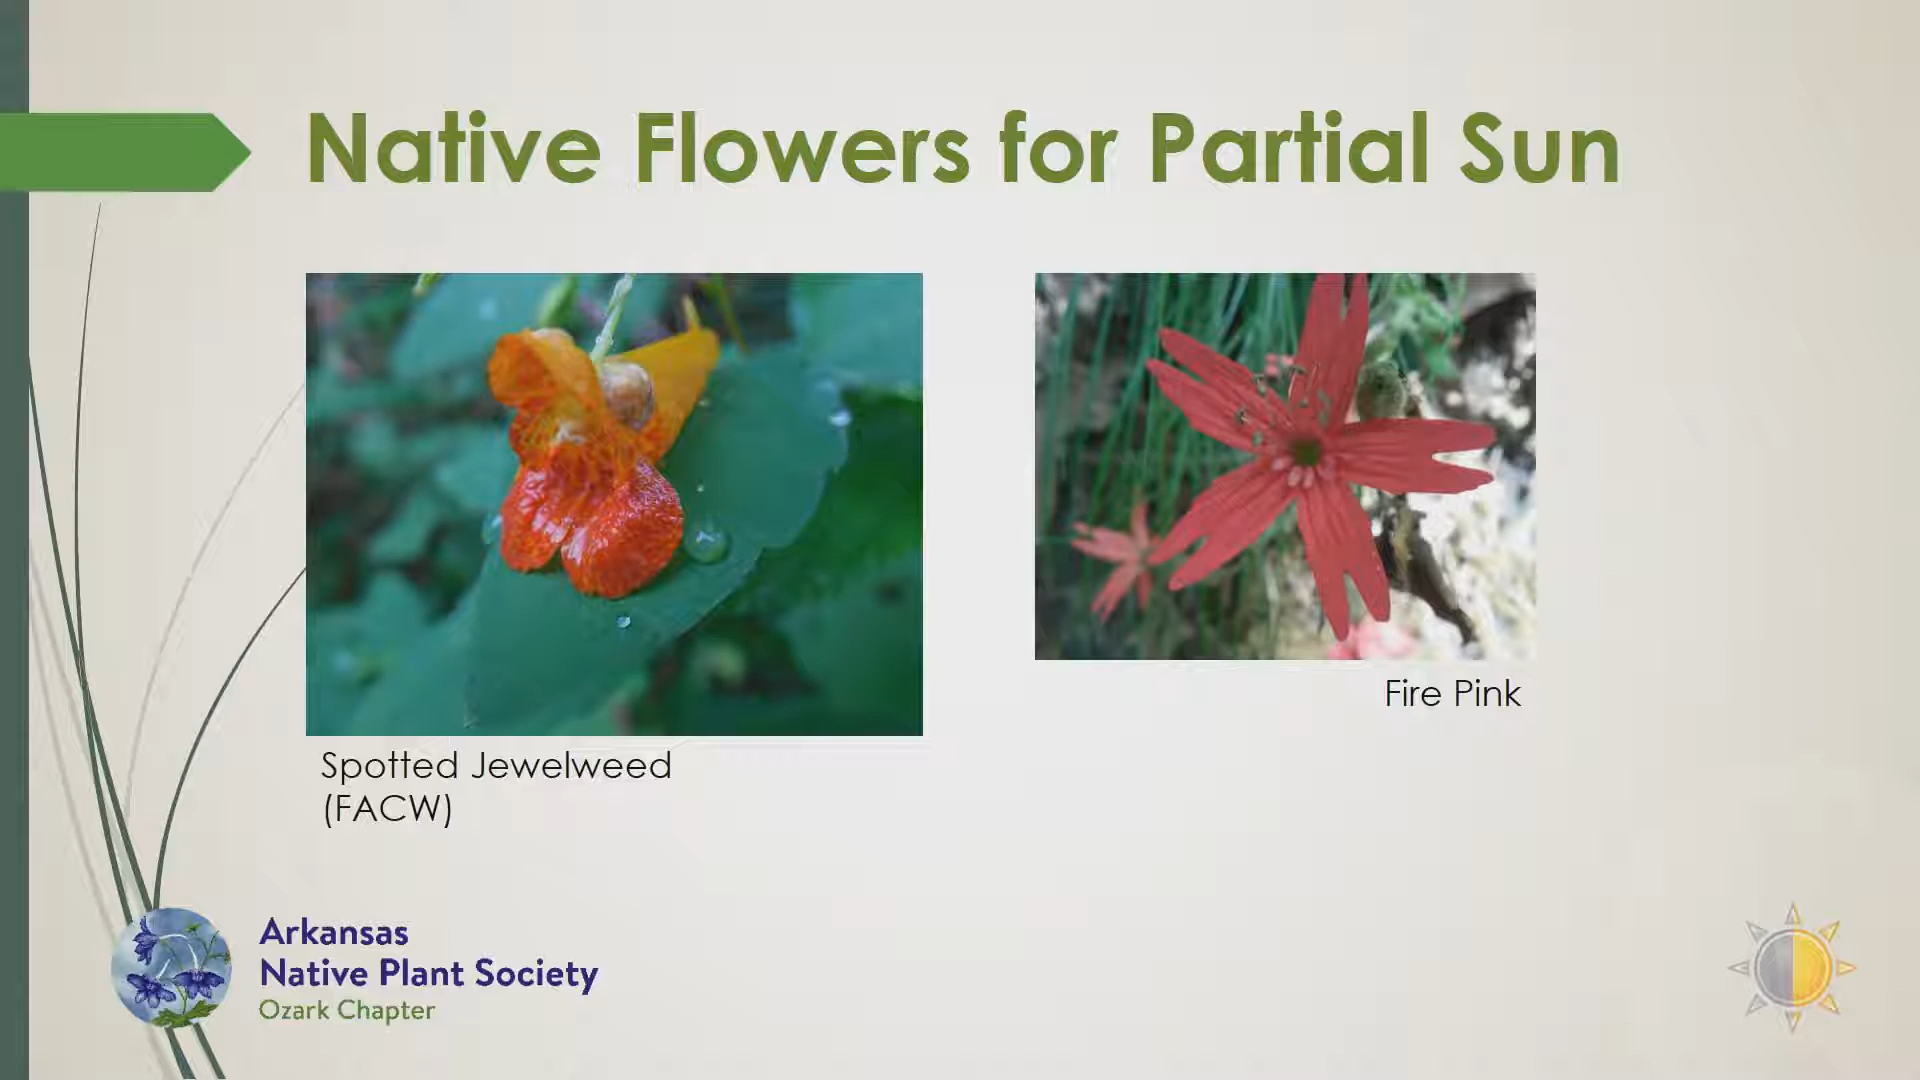 Native Flowers for Partial Sun
Spotted Jewelweed
(FACW)
Fire Pink
Arkansas
Native Plant Society
Ozark Chapter